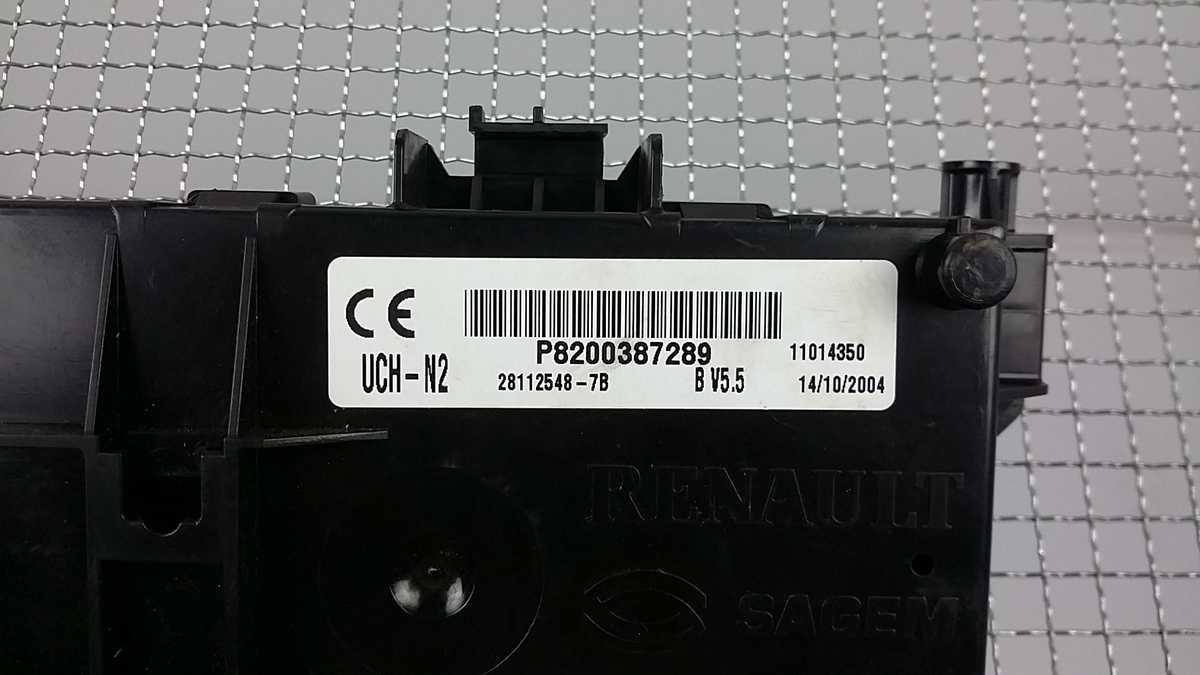 CE
P8200387289
11014350
UCH-N2
28112548-7B
B V5.5
14/10/2004
RENAULT
SAGEM